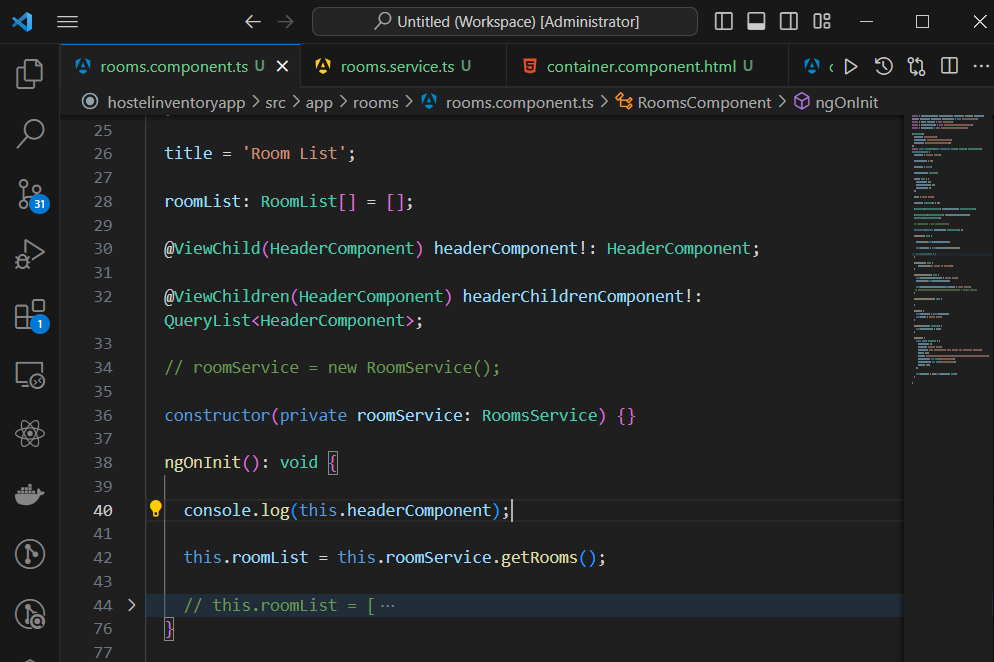 Untitled (Workspace) [Administrator]
rooms.component.ts U
rooms.service.ts U
container.component.html U
hostelinventoryapp > src > app > rooms > rooms.component.ts > RoomsComponent > ngOnInit
25
26 title = 'Room List';
27
28 roomList: RoomList[] = [];
29
30 @ViewChild(HeaderComponent) headerComponent!: HeaderComponent;
31
32 @ViewChildren(HeaderComponent) headerChildrenComponent!:
QueryList<HeaderComponent>;
33
34 // roomService = new RoomService();
35
36 constructor(private roomService: RoomsService) {}
37
38 ngOnInit(): void {
39
40 console.log(this.headerComponent);
41
42 this.roomList = this.roomService.getRooms();
43
44 // this.roomList = [ ···
76 }
77
31
1